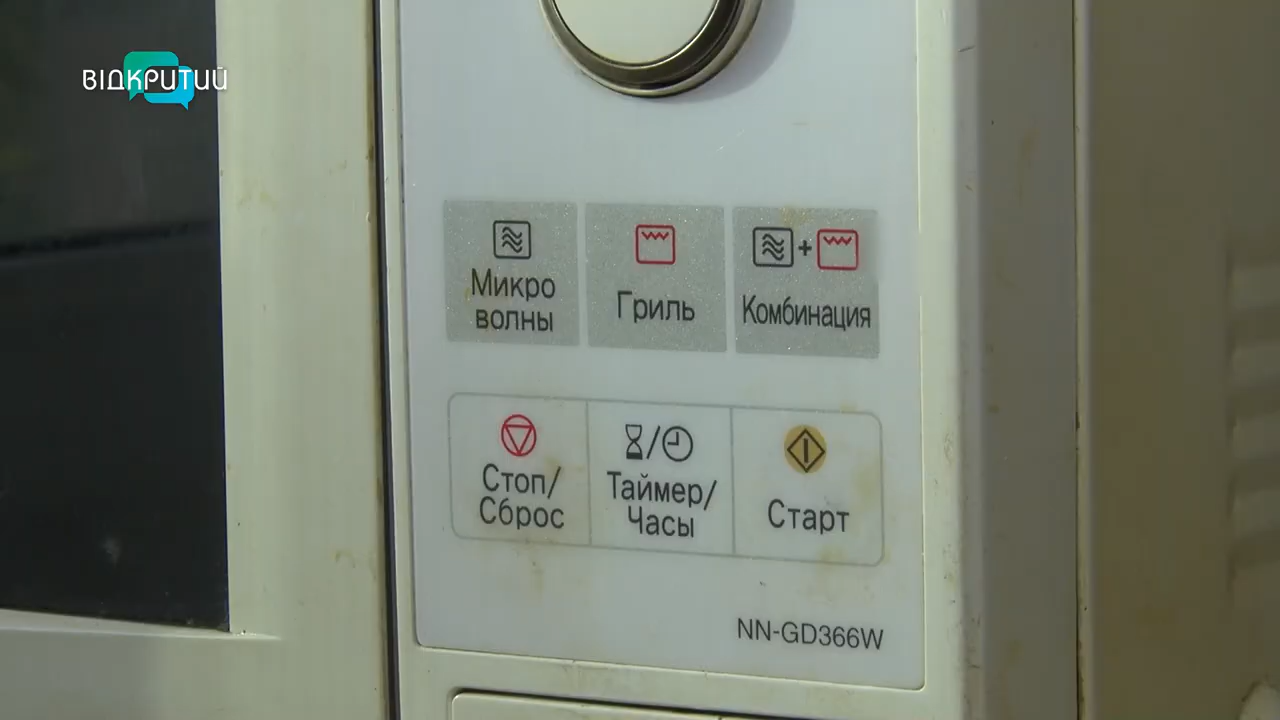 ВІДКРИТИЙ
Микро
волны
Гриль
Комбинация
Стоп/
Сброс
Таймер/
Часы
Старт
NN-GD366W